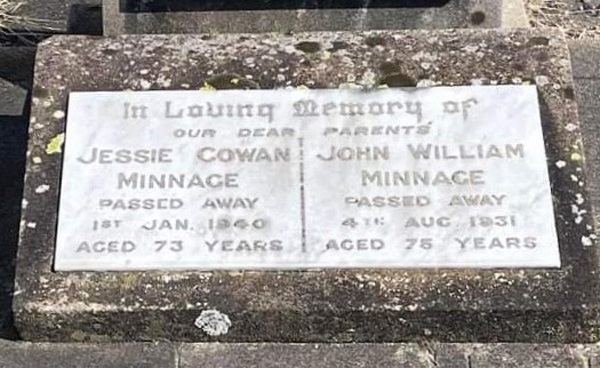 In Loving Memory of
OUR DEAR PARENTS
JESSIE COWAN
MINNAGE
PASSED AWAY
1ST JAN. 1940
AGED 73 YEARS
JOHN WILLIAM
MINNAGE
PASSED AWAY
4TH AUG 1931
AGED 75 YEARS